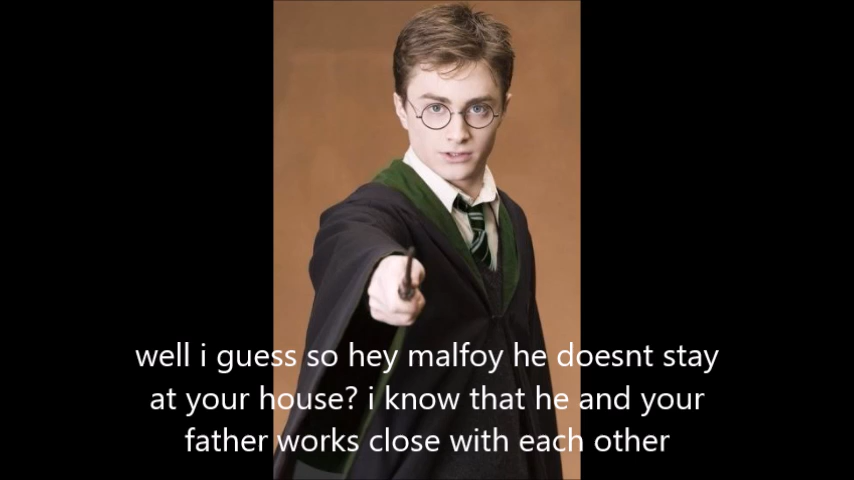 well i guess so hey malfoy he doesnt stay
at your house? i know that he and your
father works close with each other